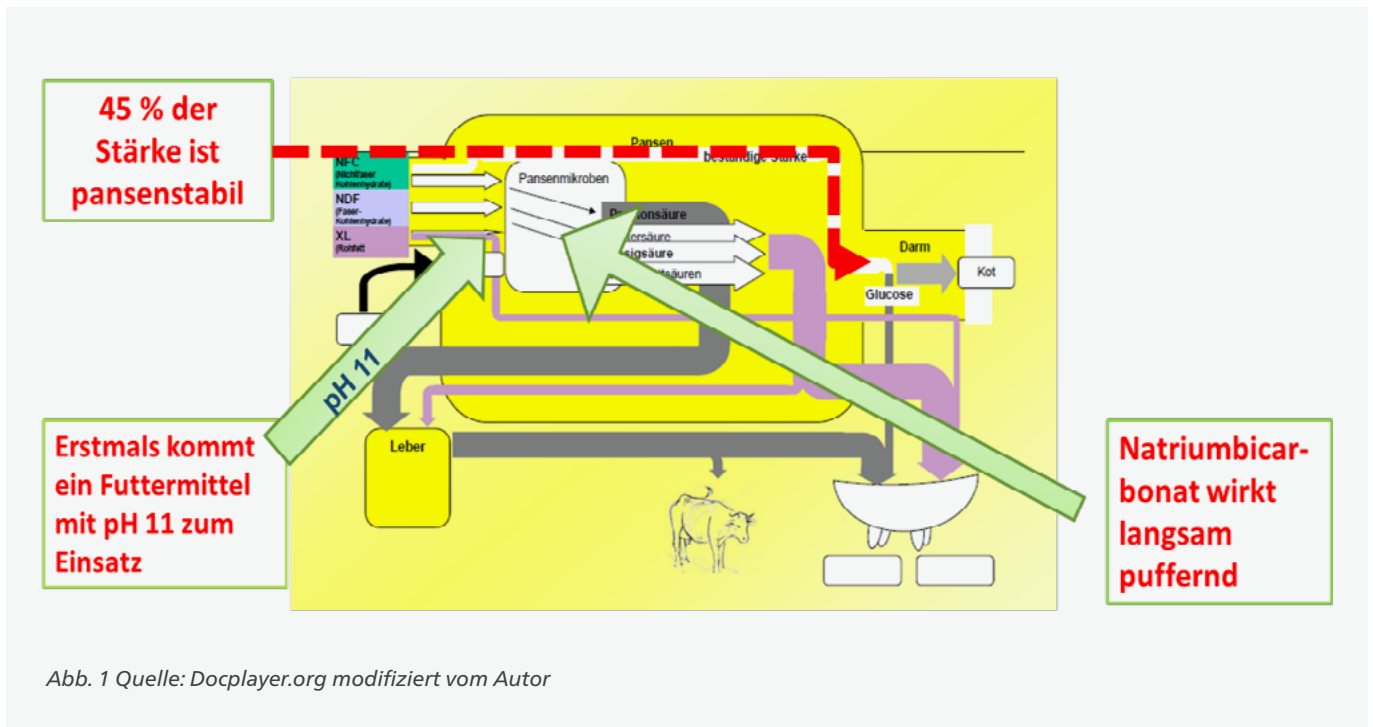 45 % der
Stärke ist
pansenstabil
Pansen
beständige Stärke
NFC
(Nichtfaser
Kohlenhydrate)
NDF
(Faser-
Kohlenhydrate)
XL
(Rohfett
Pansenmikroben
Darm
Kot
Glucose
pH 11
Leber
Erstmals kommt
ein Futtermittel
mit pH 11 zum
Einsatz
Natriumbicar-
bonat wirkt
langsam
puffernd
Abb. 1 Quelle: Docplayer.org modifiziert vom Autor